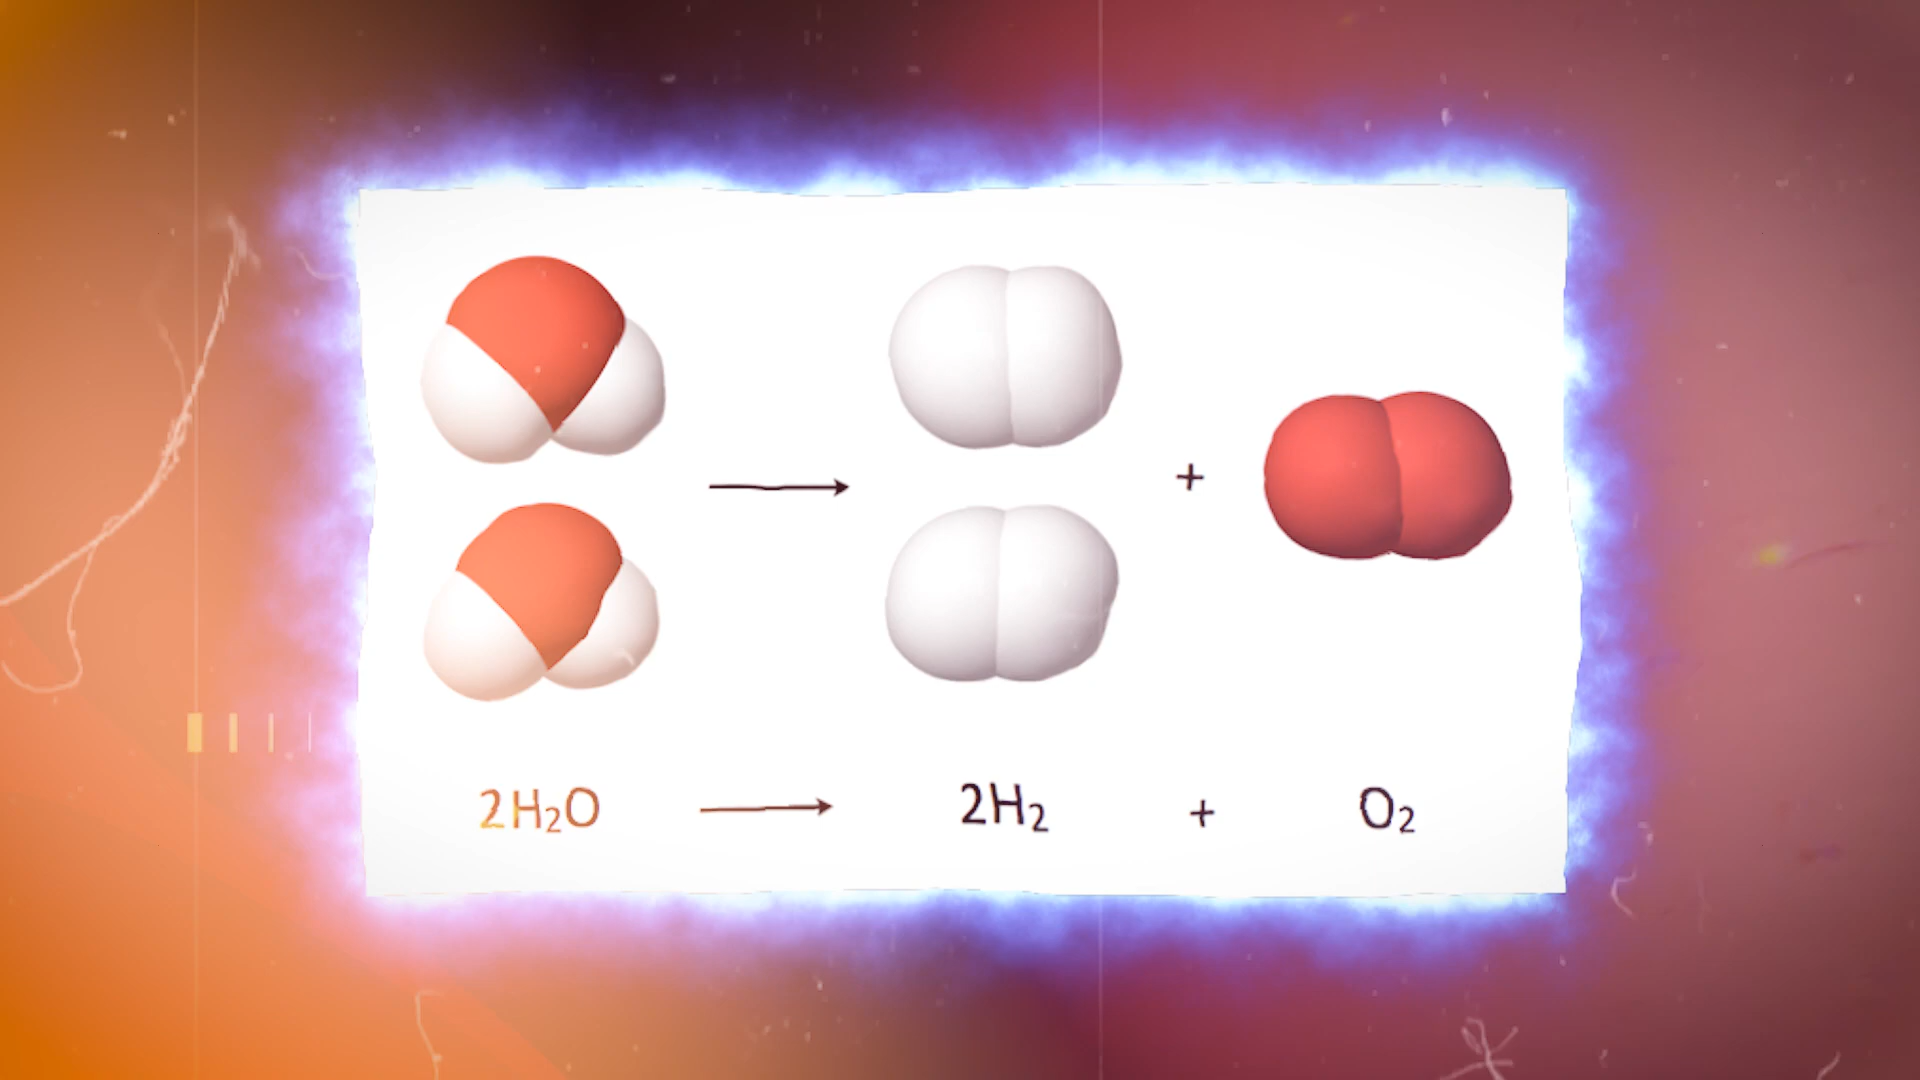 +
2H₂O → 2H₂ + O₂